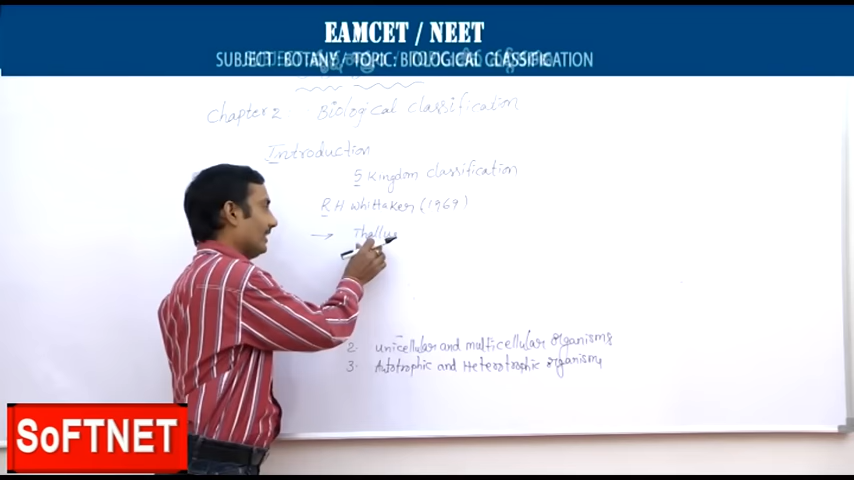 EAMCET / NEET
SUBJECT : BOTANY / TOPIC : BIOLOGICAL CLASSIFICATION
Chapter 2 Biological classification
Introduction
5 Kingdom classification
R H Whittaker (1969)
→ Thallus
2. Unicellular and multicellular organisms
3. Autotrophic and Heterotrophic organisms
SoFTNET